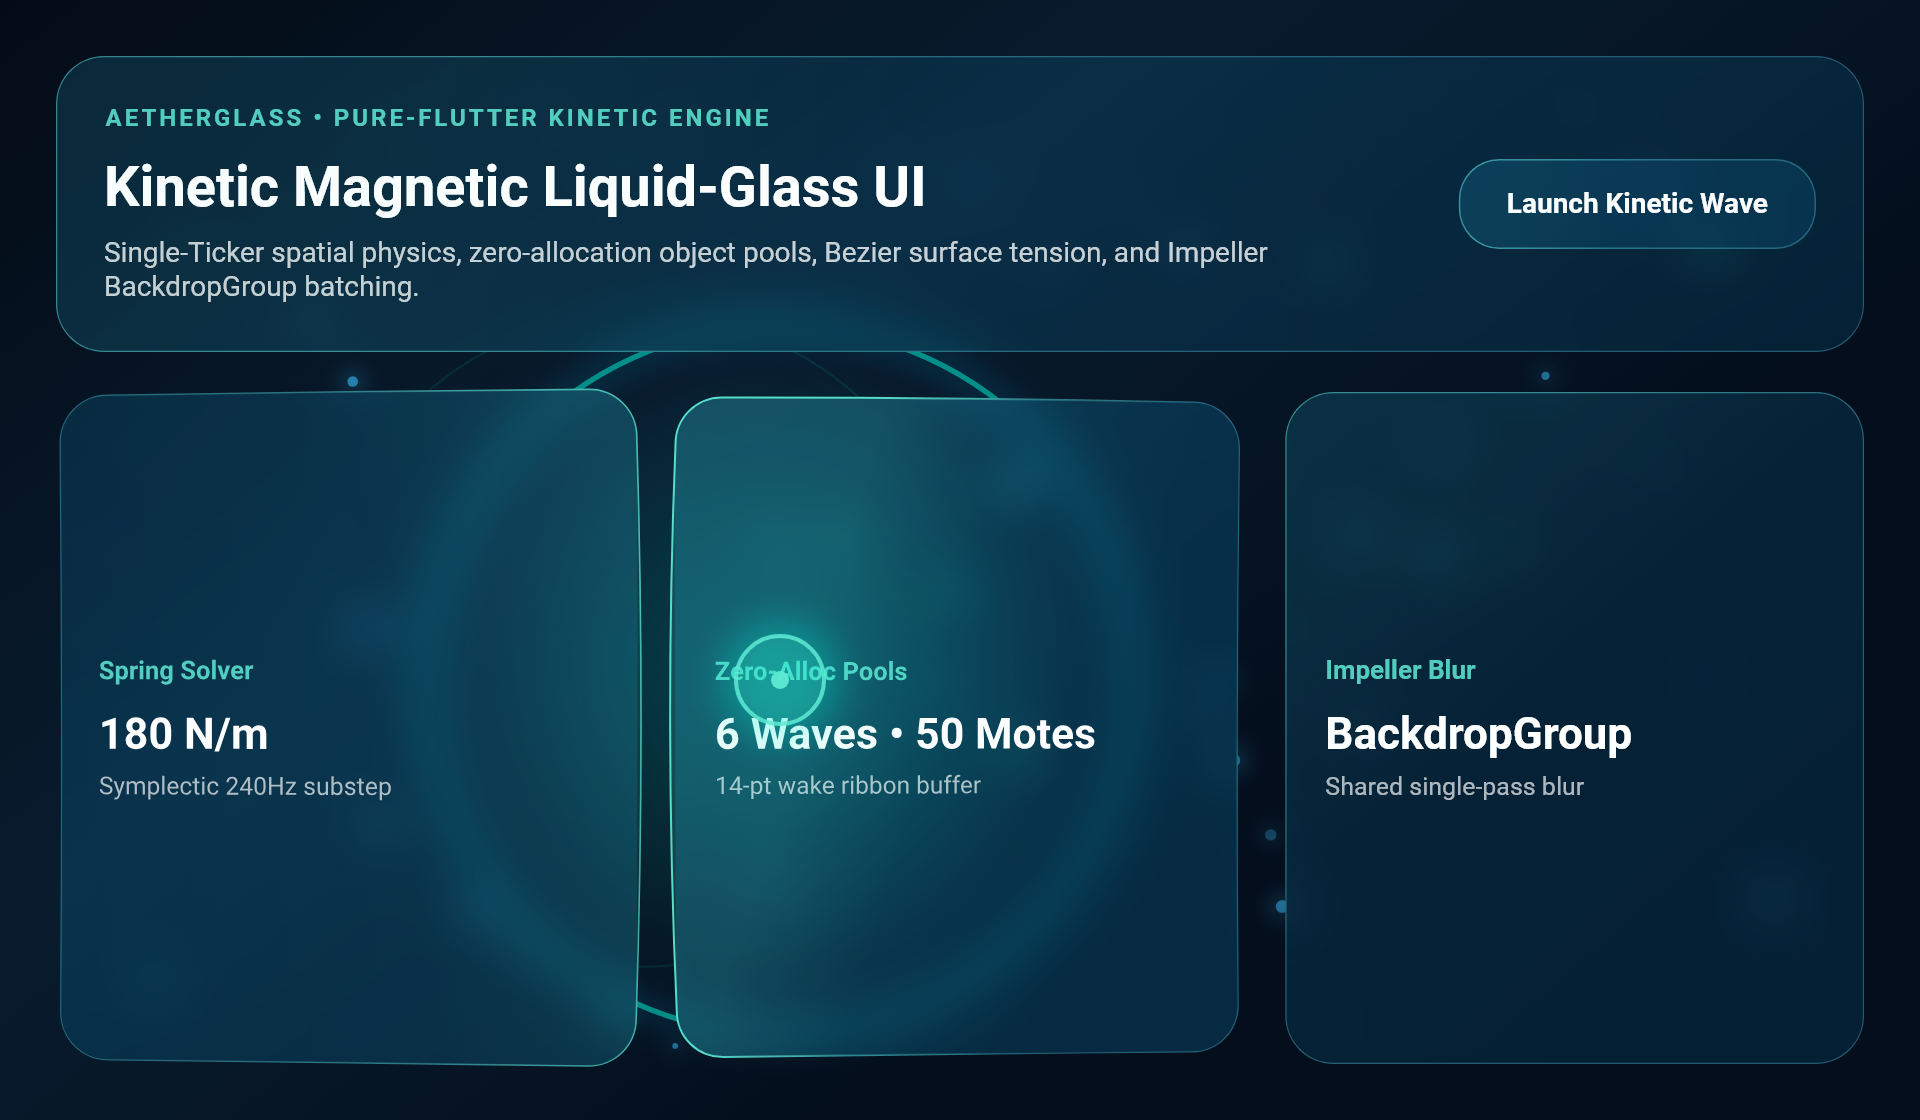 AETHERGLASS • PURE-FLUTTER KINETIC ENGINE
Kinetic Magnetic Liquid-Glass UI
Single-Ticker spatial physics, zero-allocation object pools, Bezier surface tension, and Impeller
BackdropGroup batching.
Launch Kinetic Wave
Spring Solver
180 N/m
Symplectic 240Hz substep
Zero-Alloc Pools
6 Waves • 50 Motes
14-pt wake ribbon buffer
Impeller Blur
BackdropGroup
Shared single-pass blur